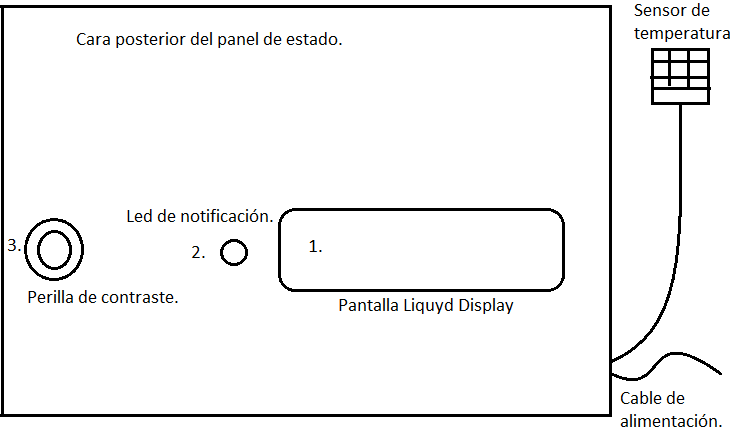 Sensor de
temperatura
Cara posterior del panel de estado.
Led de notificación.
3.
2.
1.
Perilla de contraste.
Pantalla Liquyd Display
Cable de
alimentación.